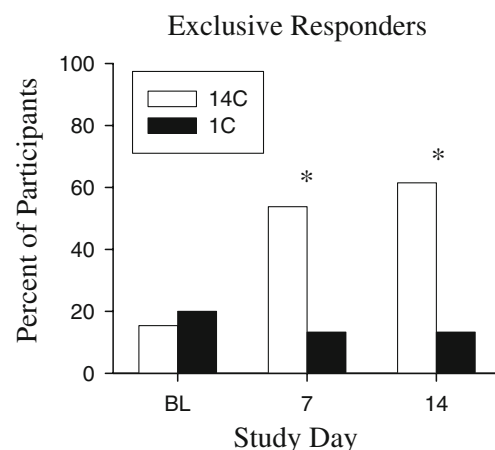 Exclusive Responders
100
80
60
40
20
0
14C
1C
*
*
Percent of Participants
BL 7 14
Study Day